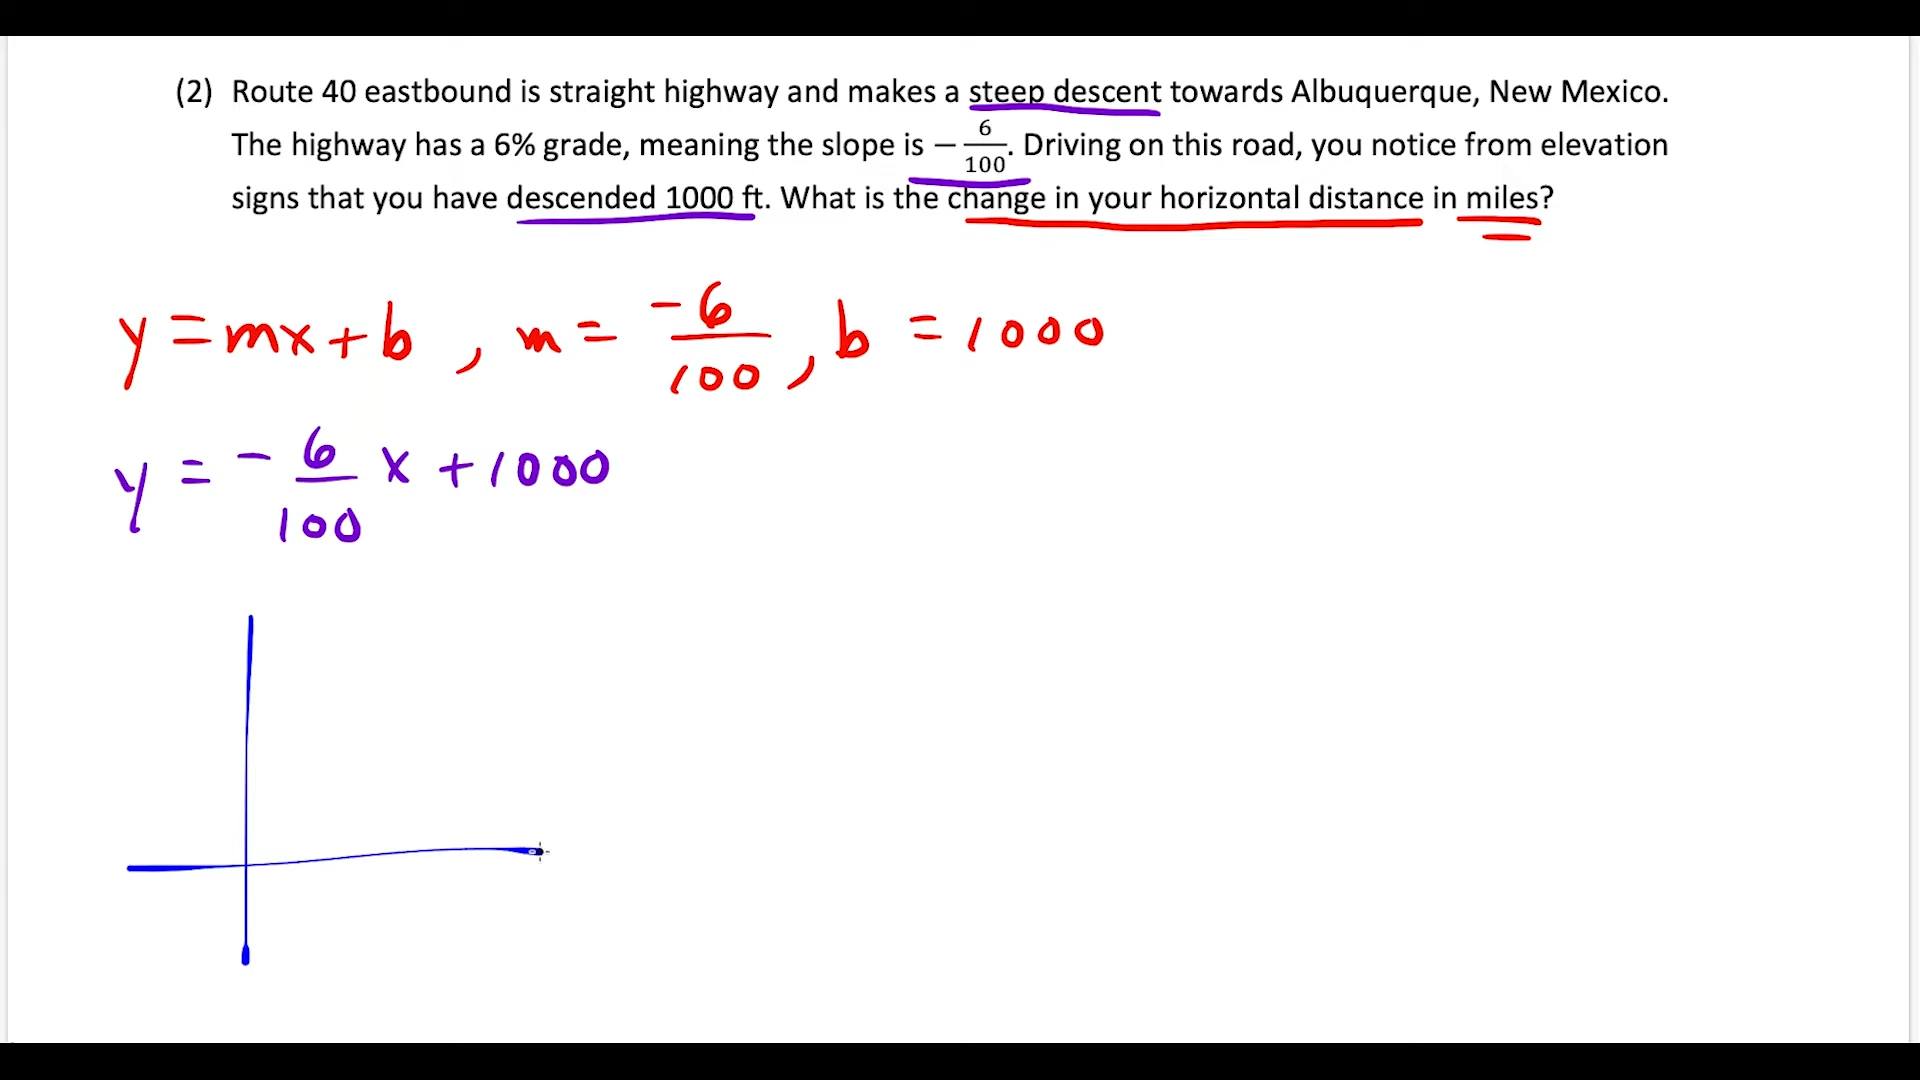 (2) Route 40 eastbound is straight highway and makes a steep descent towards Albuquerque, New Mexico.
The highway has a 6% grade, meaning the slope is −6/100. Driving on this road, you notice from elevation
signs that you have descended 1000 ft. What is the change in your horizontal distance in miles?
y = mx + b , m = -6/100 , b = 1000
y = - 6/100 x + 1000